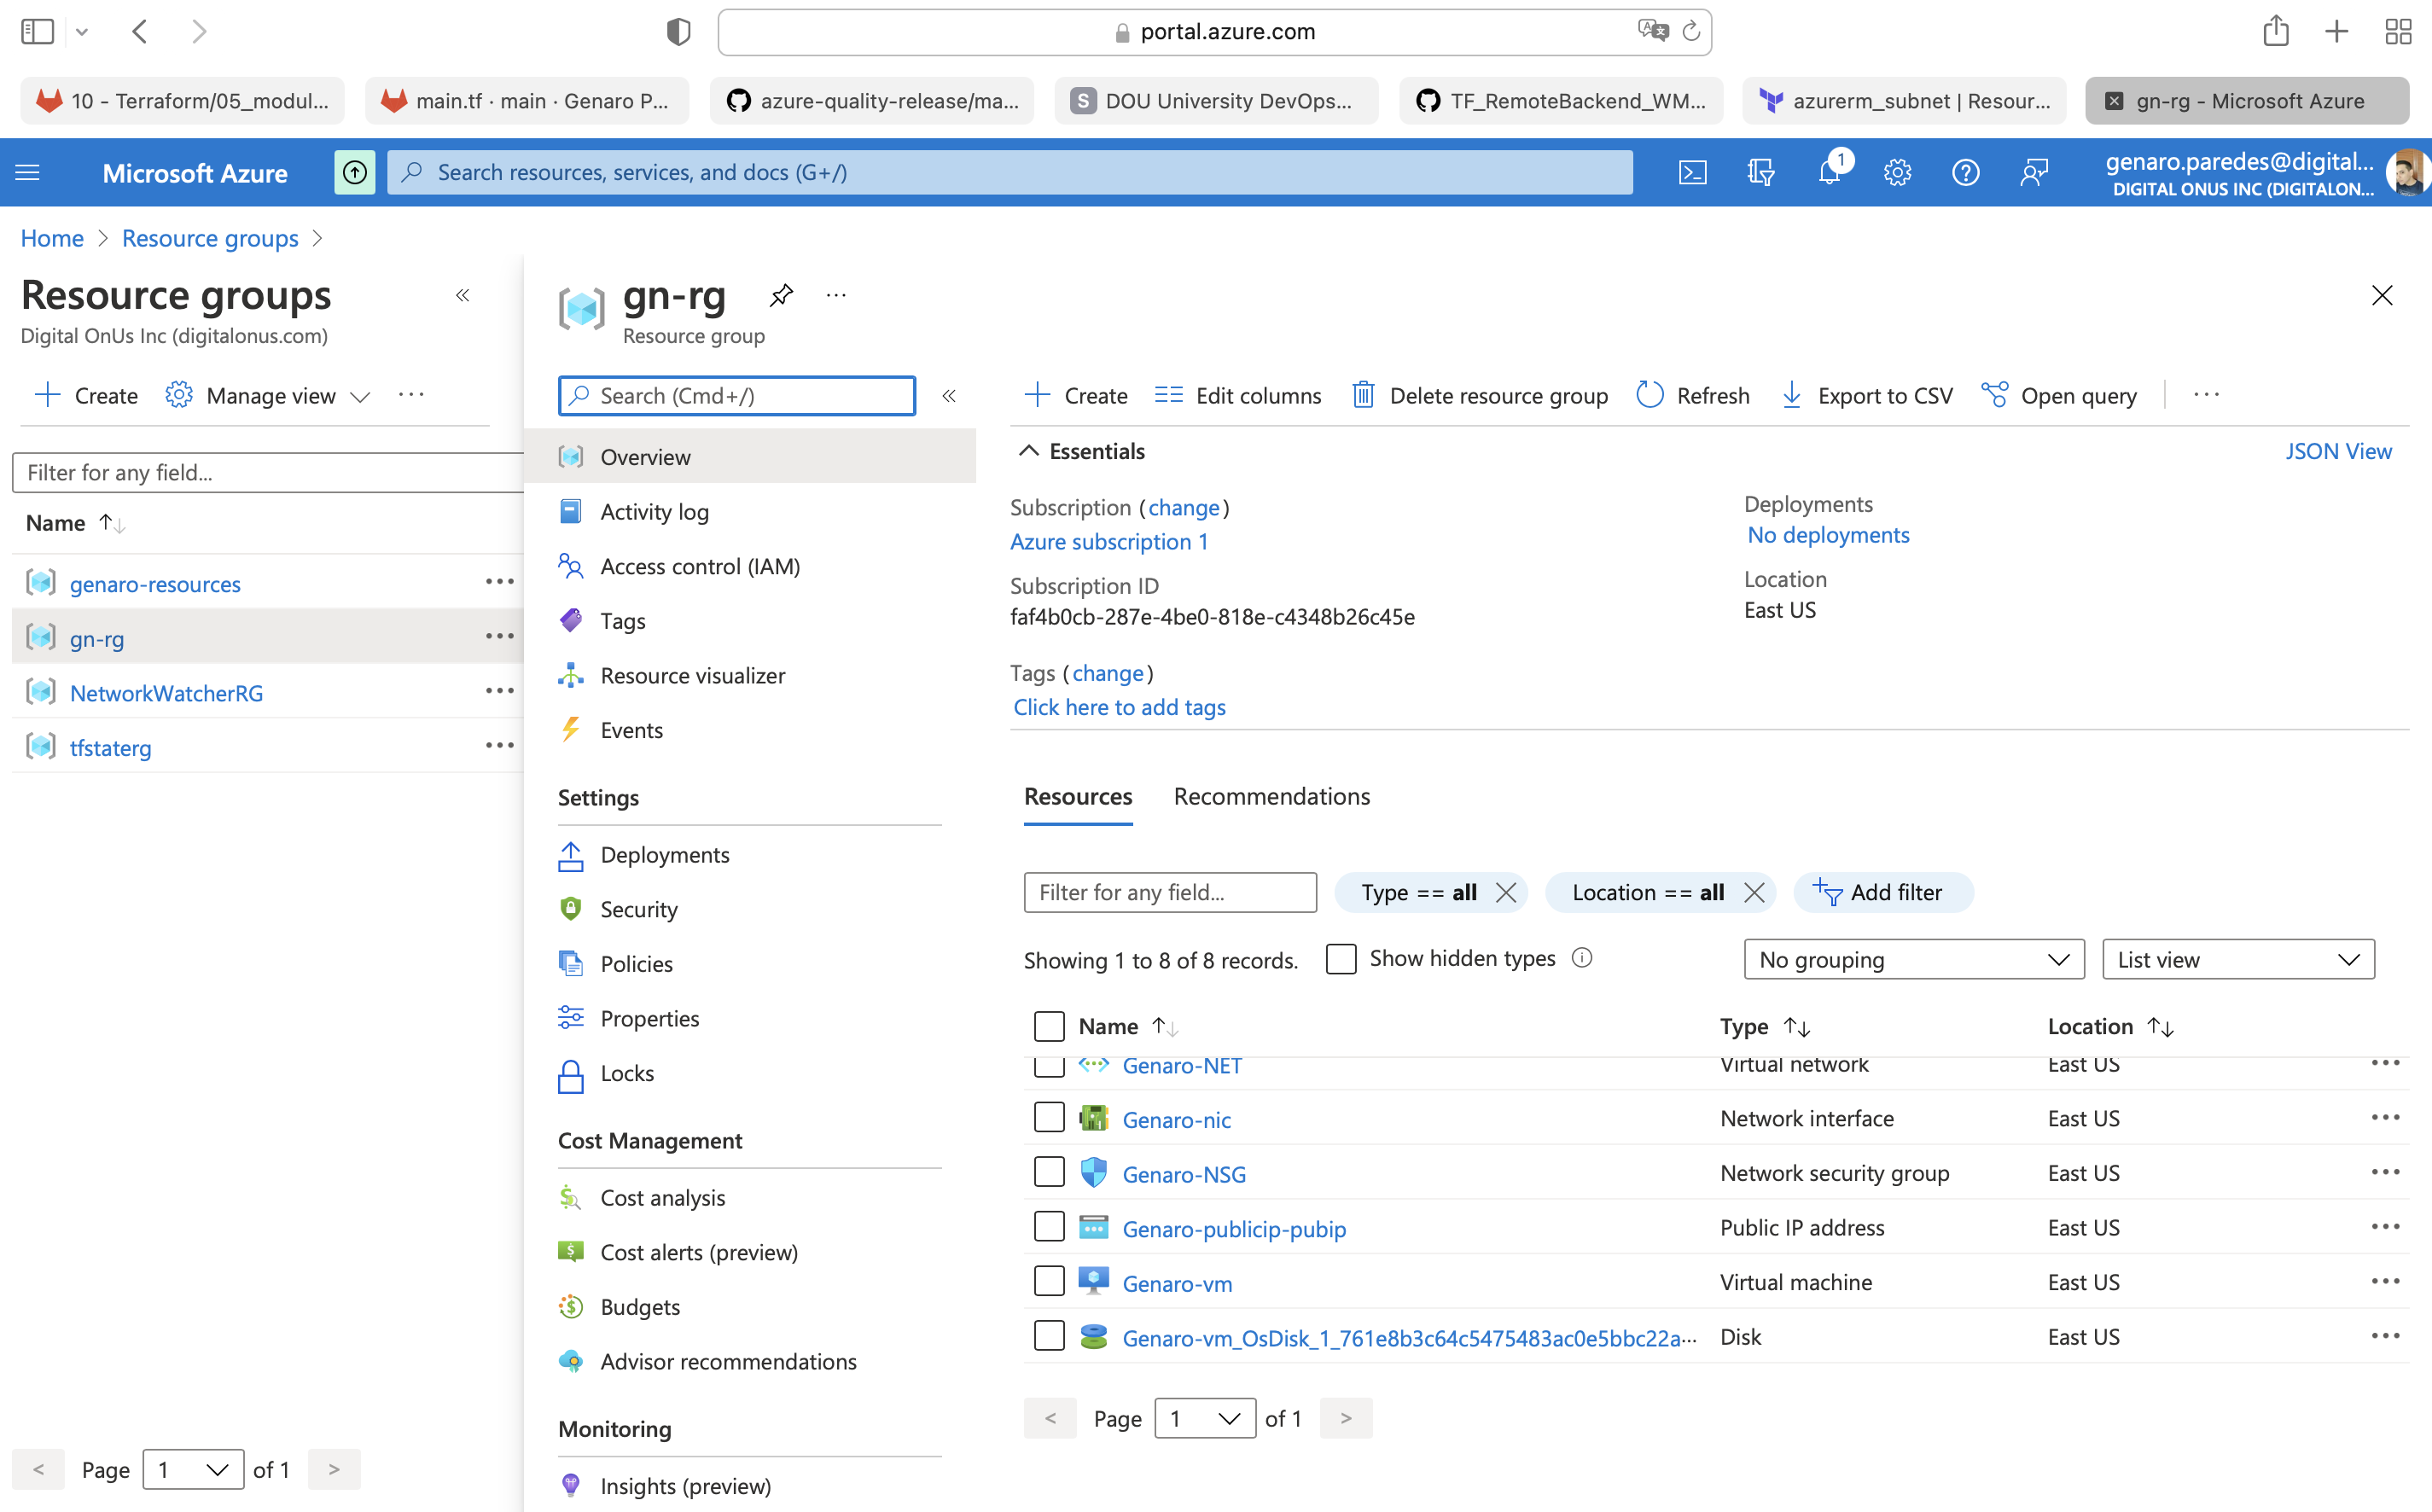 portal.azure.com
10 - Terraform/05_modul...
main.tf · main · Genaro P...
azure-quality-release/ma...
S DOU University DevOps...
TF_RemoteBackend_WM...
azurerm_subnet | Resour...
gn-rg - Microsoft Azure
Microsoft Azure
Search resources, services, and docs (G+/)
1
genaro.paredes@digital...
DIGITAL ONUS INC (DIGITALON...
Home > Resource groups >
Resource groups
Digital OnUs Inc (digitalonus.com)
Create
Manage view
Filter for any field...
Name
genaro-resources
gn-rg
NetworkWatcherRG
tfstaterg
< Page 1 of 1 >
gn-rg
Resource group
Search (Cmd+/)
Overview
Activity log
Access control (IAM)
Tags
Resource visualizer
Events
Settings
Deployments
Security
Policies
Properties
Locks
Cost Management
Cost analysis
Cost alerts (preview)
Budgets
Advisor recommendations
Monitoring
Insights (preview)
Create
Edit columns
Delete resource group
Refresh
Export to CSV
Open query
Essentials
JSON View
Subscription (change)
Azure subscription 1
Subscription ID
faf4b0cb-287e-4be0-818e-c4348b26c45e
Tags (change)
Click here to add tags
Deployments
No deployments
Location
East US
Resources
Recommendations
Filter for any field...
Type == all
Location == all
Add filter
Showing 1 to 8 of 8 records.
Show hidden types
No grouping
List view
Name Type Location
Genaro-NET Virtual network East US
Genaro-nic Network interface East US
Genaro-NSG Network security group East US
Genaro-publicip-pubip Public IP address East US
Genaro-vm Virtual machine East US
Genaro-vm_OsDisk_1_761e8b3c64c5475483ac0e5bbc22a... Disk East US
< Page 1 of 1 >